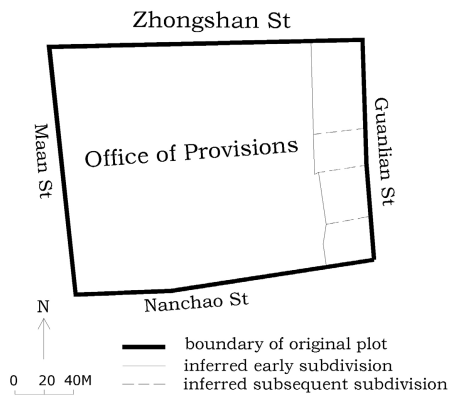 Zhongshan St
Maan St
Office of Provisions
Guanlian St
Nanchao St
N
boundary of original plot
inferred early subdivision
inferred subsequent subdivision
0 20 40M